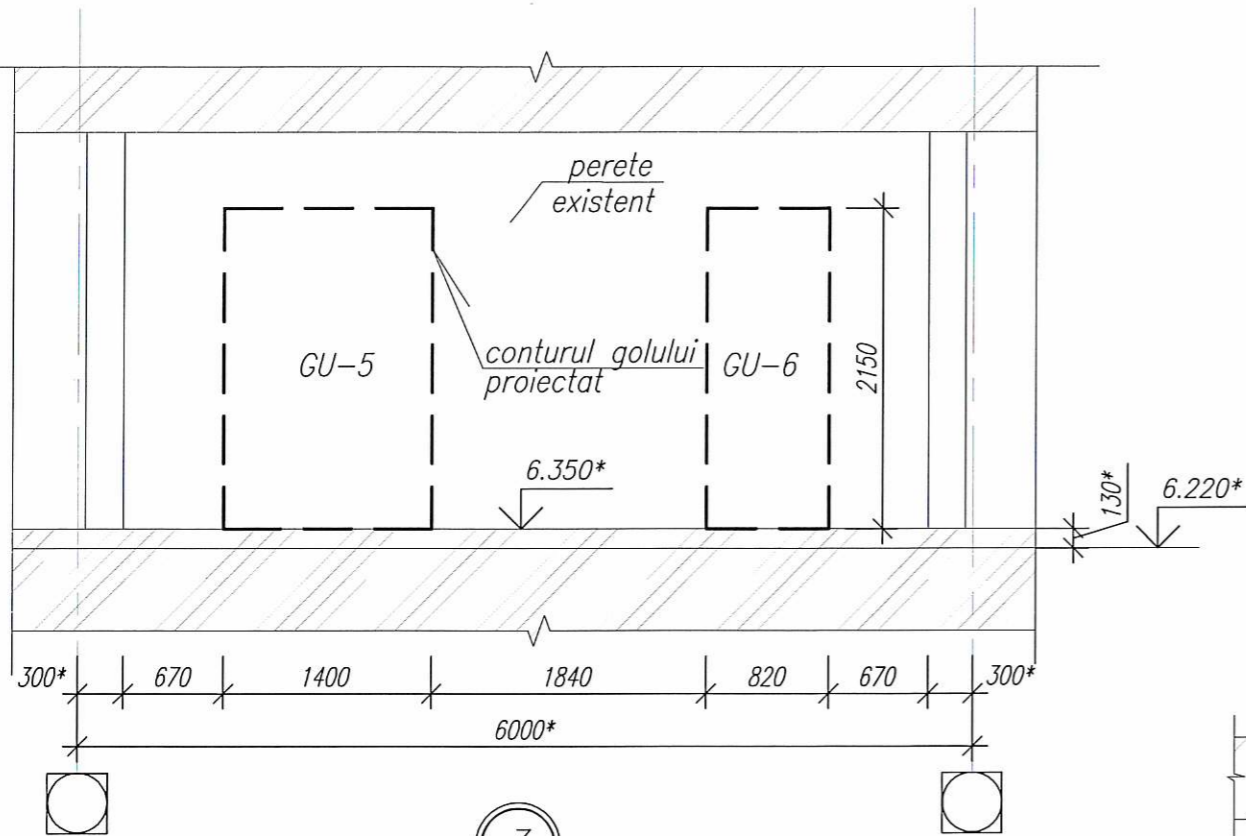 perete
existent
GU-5
conturul golului
proiectat
GU-6
2150
6.350*
130*
6.220*
300*
670
1400
1840
820
670
300*
6000*